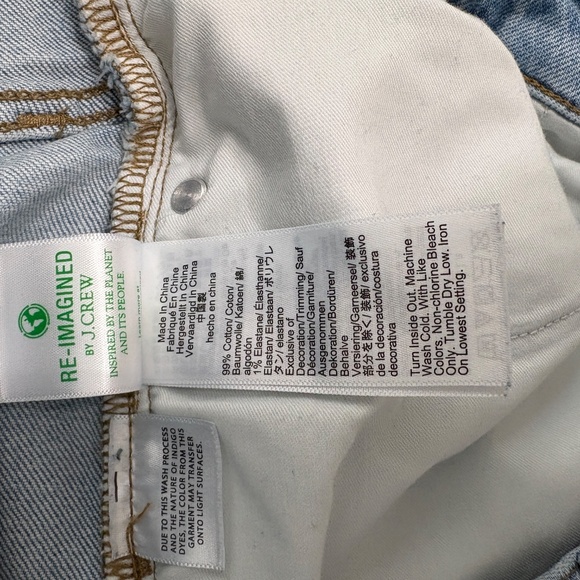 RE-IMAGINED
BY J.CREW
INSPIRED BY THE PLANET
AND ITS PEOPLE.
Made In China
Fabriqué En Chine
Hergestellt In China
Vervaardigd in China
中国製
hecho en china
99% Cotton/ Coton/
Baumwolle/ Katoen/ 綿/
algodón
1% Elastane/ Elasthanne/
Elastan/ Elastaan/ ポリウレ
タン/ elastano
Exclusive of
Decoration/Trimming/ Sauf
Décoration/Garniture/
Ausgenommen
Dekoration/Bordüren/
Behalve
Versiering/Garneersel/ 装飾
部分を除く/ 装飾/ exclusivo
de la decoración/costura
decorativa
Turn Inside Out. Machine
Wash Cold. With Like
Colors. Non-chlorine Bleach
Only. Tumble Dry Low. Iron
On Lowest Setting.
DUE TO THIS WASH PROCESS
AND THE NATURE OF INDIGO
DYES, THE COLOR FROM THIS
GARMENT MAY TRANSFER
ONTO LIGHT SURFACES.